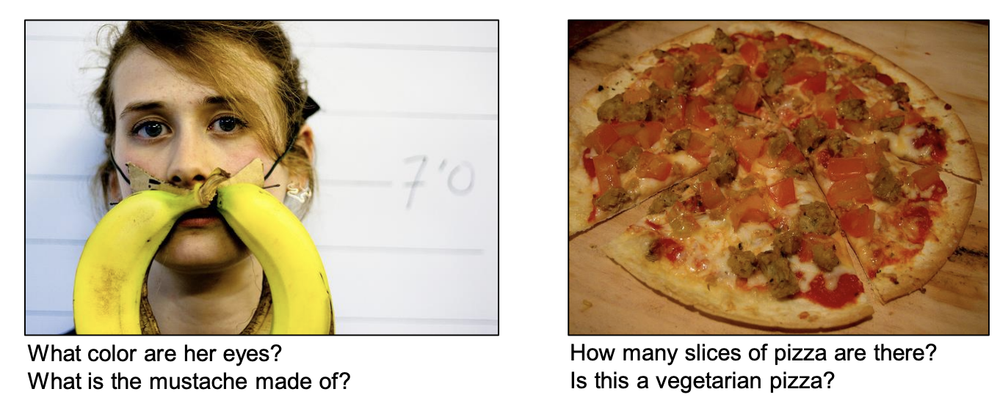 7'0
What color are her eyes?
What is the mustache made of?
How many slices of pizza are there?
Is this a vegetarian pizza?